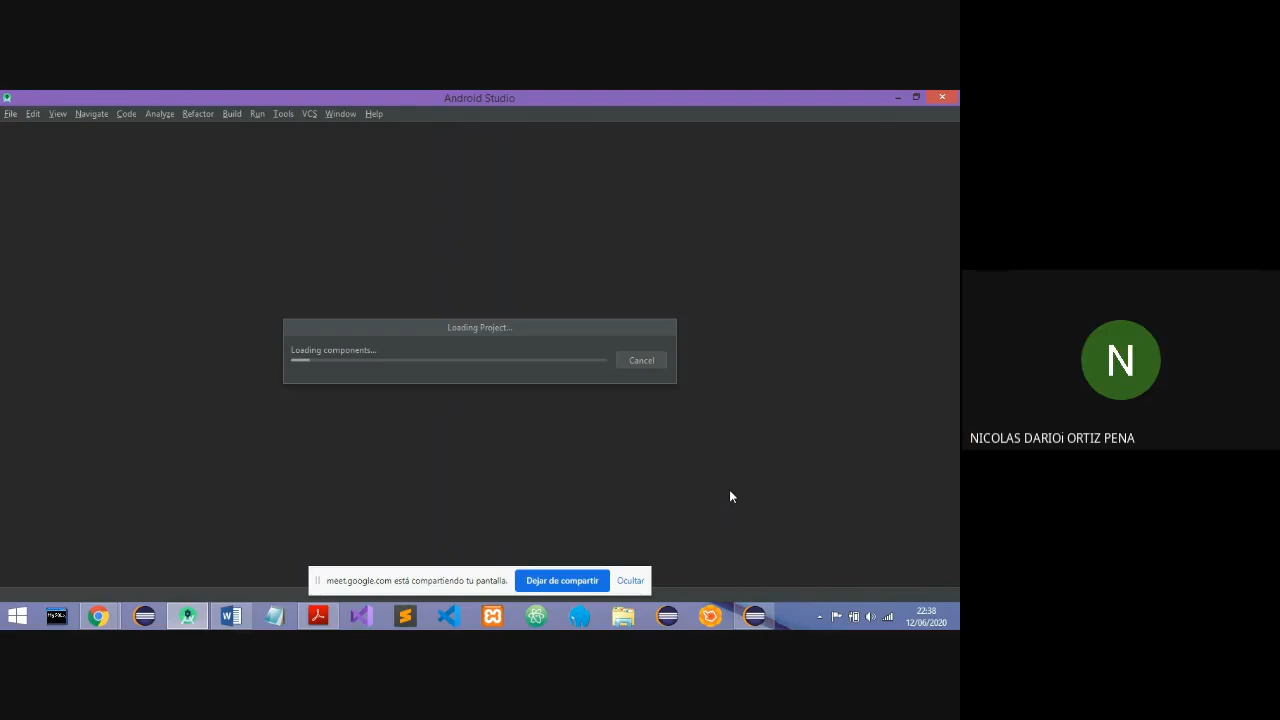 Android Studio
File Edit View Navigate Code Analyze Refactor Build Run Tools VCS Window Help
Loading Project...
Loading components...
Cancel
N
NICOLAS DARIOi ORTIZ PENA
meet.google.com está compartiendo tu pantalla. Dejar de compartir Ocultar
22:38
12/06/2020